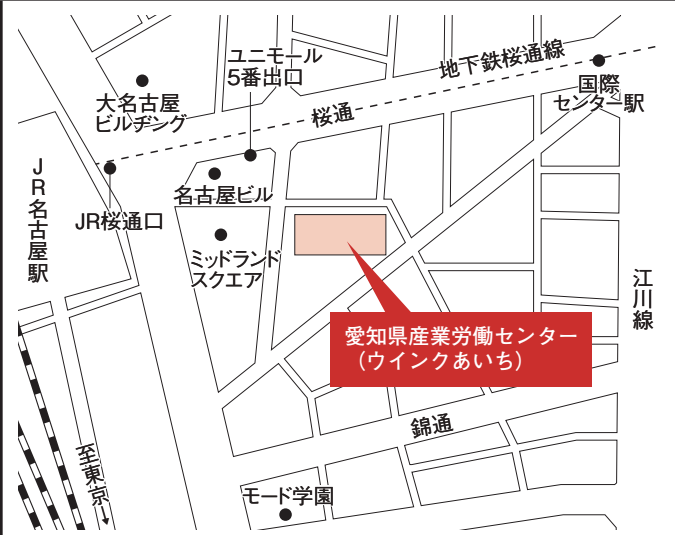 ユニモール
5番出口
地下鉄桜通線
国際
センター駅
大名古屋
ビルヂング
桜通
JR名古屋駅
JR桜通口
名古屋ビル
ミッドランド
スクエア
江川線
愛知県産業労働センター
(ウインクあいち)
錦通
至東京
モード学園